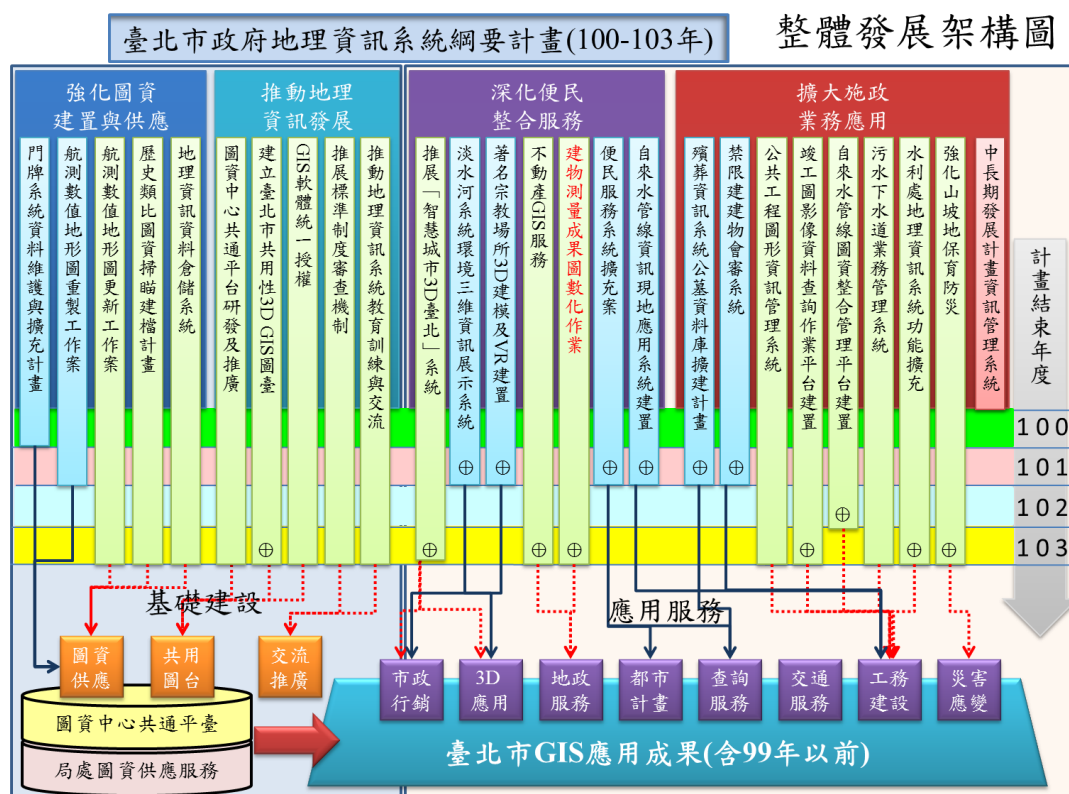 臺北市政府地理資訊系統綱要計畫(100-103年)
整體發展架構圖
強化圖資
建置與供應
推動地理
資訊發展
深化便民
整合服務
擴大施政
業務應用
門牌系統資料維護與擴充計畫
航測數值地形圖重製工作案
航測數值地形圖更新工作案
歷史類比圖資掃瞄建檔計畫
地理資訊資料倉儲系統
圖資中心共通平台研發及推廣
建立臺北市共用性3D GIS圖臺
GIS軟體統一授權
推展標準制度審查機制
推動地理資訊系統教育訓練與交流
推展「智慧城市3D臺北」系統
淡水河系統環境三維資訊展示系統
著名宗教場所3D建模及VR建置
不動產GIS服務
建物測量成果圖數化作業
便民服務系統擴充案
自來水管線資訊現地應用系統建置
殯葬資訊系統公墓資料庫擴建計畫
禁限建建物會審系統
公共工程圖形資訊管理系統
竣工圖影像資料查詢作業平台建置
自來水管線圖資整合管理平台建置
污水下水道業務管理系統
水利處地理資訊系統功能擴充
強化山坡地保育防災
中長期發展計畫資訊管理系統
計畫結束年度
100
101
102
103
基礎建設
應用服務
圖資
供應
共用
圖台
交流
推廣
市政
行銷
3D
應用
地政
服務
都市
計畫
查詢
服務
交通
服務
工務
建設
災害
應變
圖資中心共通平臺
局處圖資供應服務
臺北市GIS應用成果(含99年以前)